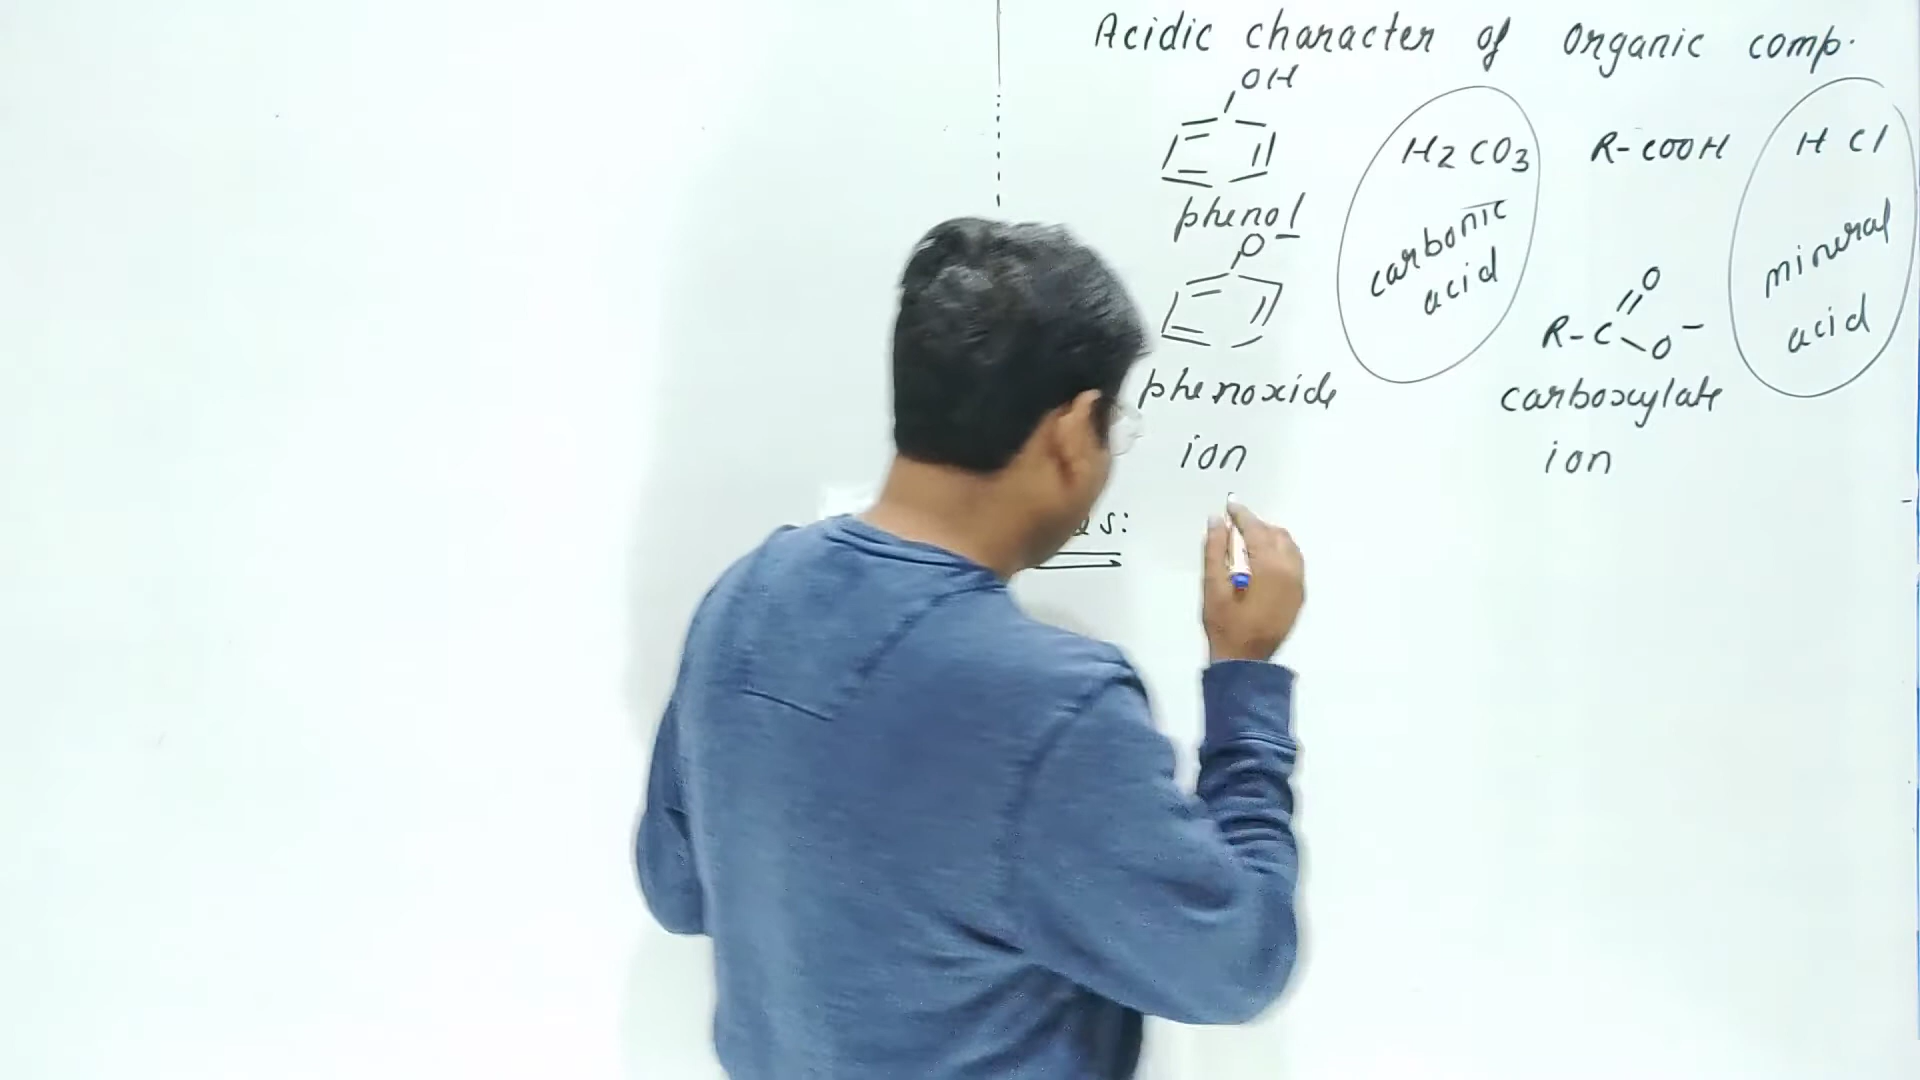 Acidic character of organic comp.
OH
phenol
H2CO3
carbonic
acid
R-COOH
HCl
mineral
acid
O-
phenoxide
ion
R-C
O
O-
carboxylate
ion